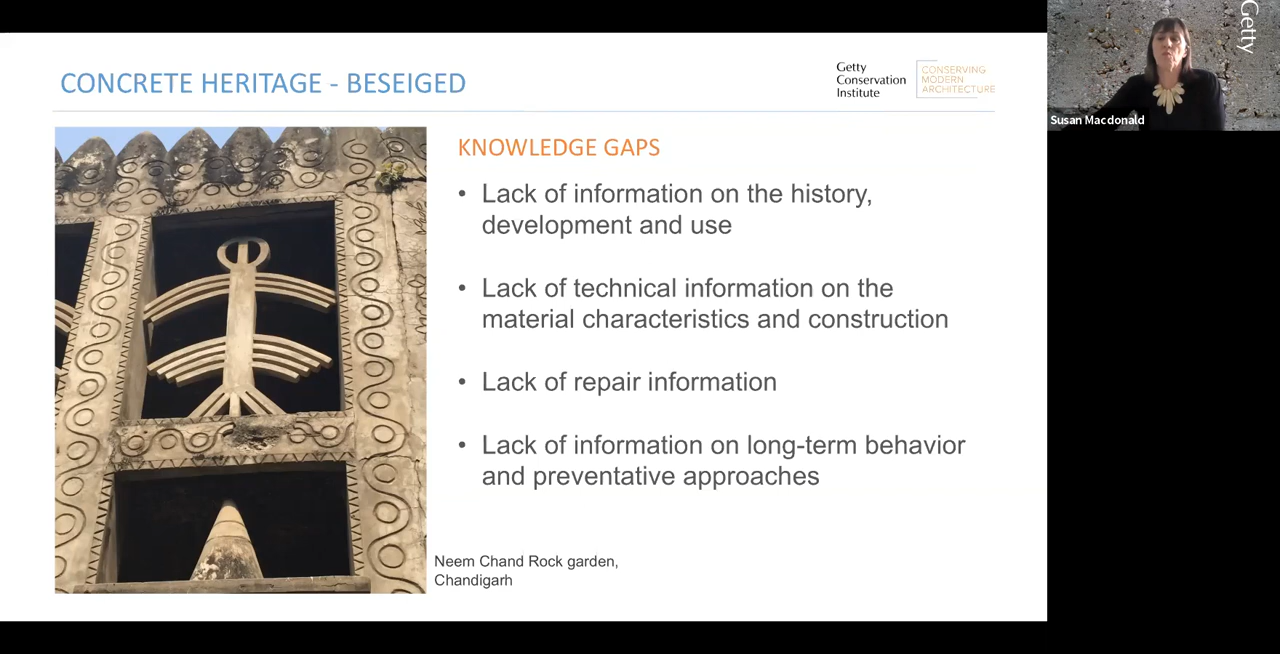 CONCRETE HERITAGE - BESEIGED
Getty
Conservation
Institute
CONSERVING
MODERN
ARCHITECTURE
KNOWLEDGE GAPS
• Lack of information on the history,
development and use
• Lack of technical information on the
material characteristics and construction
• Lack of repair information
• Lack of information on long-term behavior
and preventative approaches
Neem Chand Rock garden,
Chandigarh
Getty
Susan Macdonald